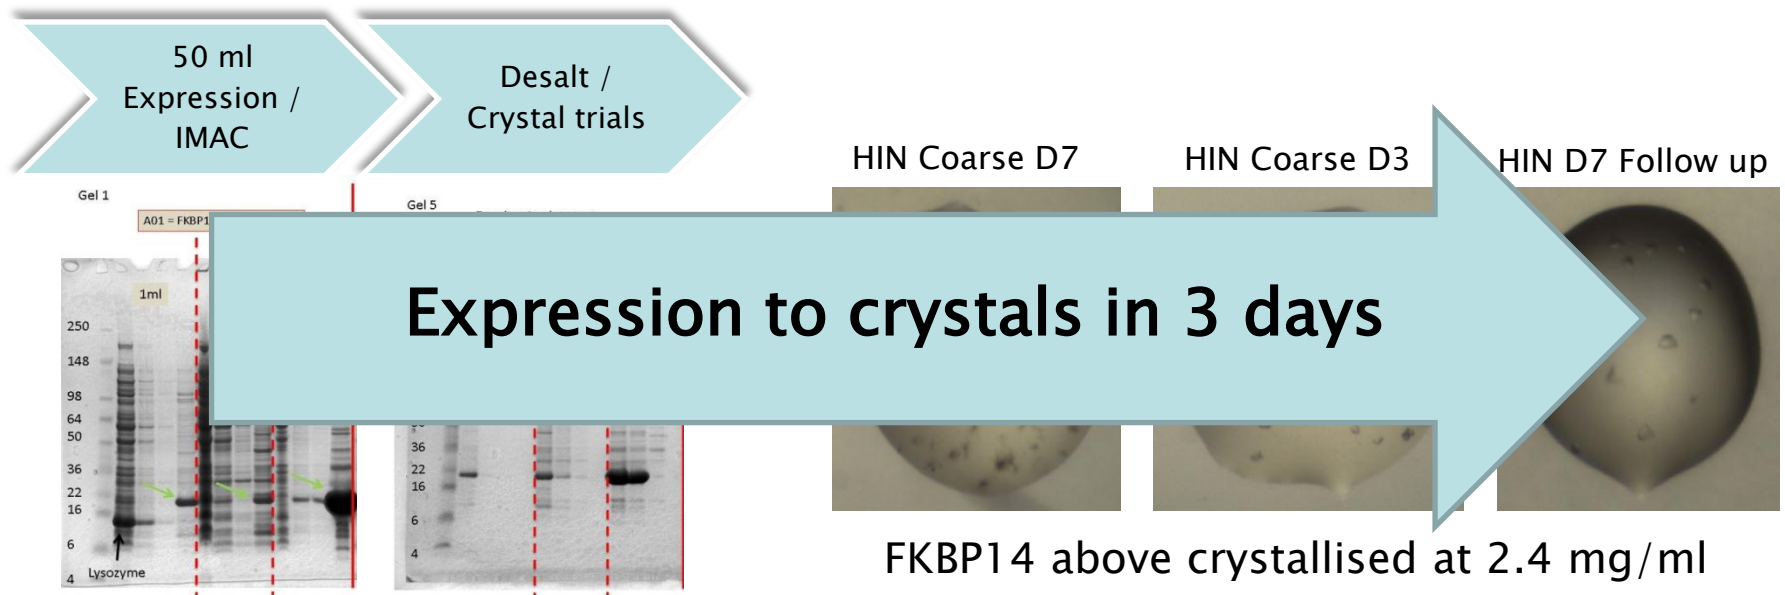 50 ml
Expression /
IMAC
Desalt /
Crystal trials
HIN Coarse D7
HIN Coarse D3
HIN D7 Follow up
Gel 1
A01 = FKBP1
1ml
250
148
98
64
50
36
22
16
6
4
Lysozyme
Gel 5
36
22
16
6
4
Expression to crystals in 3 days
FKBP14 above crystallised at 2.4 mg/ml